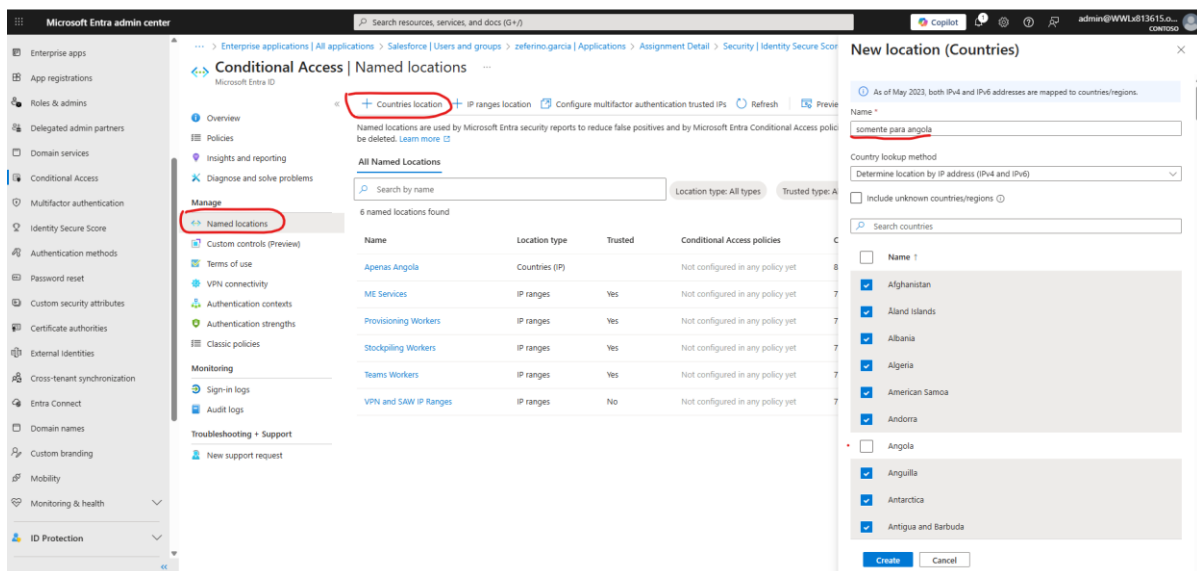 Microsoft Entra admin center
Search resources, services, and docs (G+/)
Copilot
admin@WWLx813615.o...
CONTOSO
Enterprise apps
App registrations
Roles & admins
Delegated admin partners
Domain services
Conditional Access
Multifactor authentication
Identity Secure Score
Authentication methods
Password reset
Custom security attributes
Certificate authorities
External Identities
Cross-tenant synchronization
Entra Connect
Domain names
Custom branding
Mobility
Monitoring & health
ID Protection
... > Enterprise applications | All applications > Salesforce | Users and groups > zeferino.garcia | Applications > Assignment Detail > Security | Identity Secure Scor
Conditional Access | Named locations ...
Microsoft Entra ID
Overview
Policies
Insights and reporting
Diagnose and solve problems
Manage
Named locations
Custom controls (Preview)
Terms of use
VPN connectivity
Authentication contexts
Authentication strengths
Classic policies
Monitoring
Sign-in logs
Audit logs
Troubleshooting + Support
New support request
+ Countries location + IP ranges location Configure multifactor authentication trusted IPs Refresh Previe
Named locations are used by Microsoft Entra security reports to reduce false positives and by Microsoft Entra Conditional Access polic
be deleted. Learn more
All Named Locations
Search by name
Location type: All types
Trusted type: A
6 named locations found
Name Location type Trusted Conditional Access policies C
Apenas Angola Countries (IP) Not configured in any policy yet 8
ME Services IP ranges Yes Not configured in any policy yet 7
Provisioning Workers IP ranges Yes Not configured in any policy yet 7
Stockpiling Workers IP ranges Yes Not configured in any policy yet 7
Teams Workers IP ranges Yes Not configured in any policy yet 7
VPN and SAW IP Ranges IP ranges No Not configured in any policy yet 7
New location (Countries)
As of May 2023, both IPv4 and IPv6 addresses are mapped to countries/regions.
Name *
somente para angola
Country lookup method
Determine location by IP address (IPv4 and IPv6)
Include unknown countries/regions
Search countries
Name ↑
Afghanistan
Åland Islands
Albania
Algeria
American Samoa
Andorra
Angola
Anguilla
Antarctica
Antigua and Barbuda
Create
Cancel